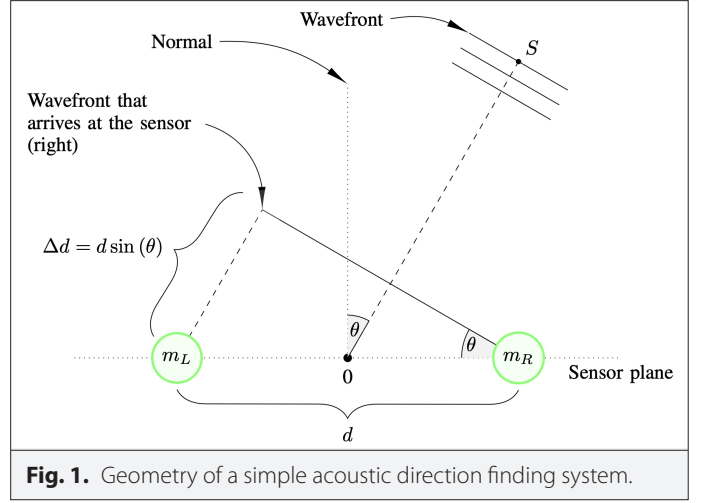 Wavefront
S
Normal
Wavefront that
arrives at the sensor
(right)
Δd = d sin (θ)
θ
θ
m_L
m_R
0
Sensor plane
d
Fig. 1. Geometry of a simple acoustic direction finding system.